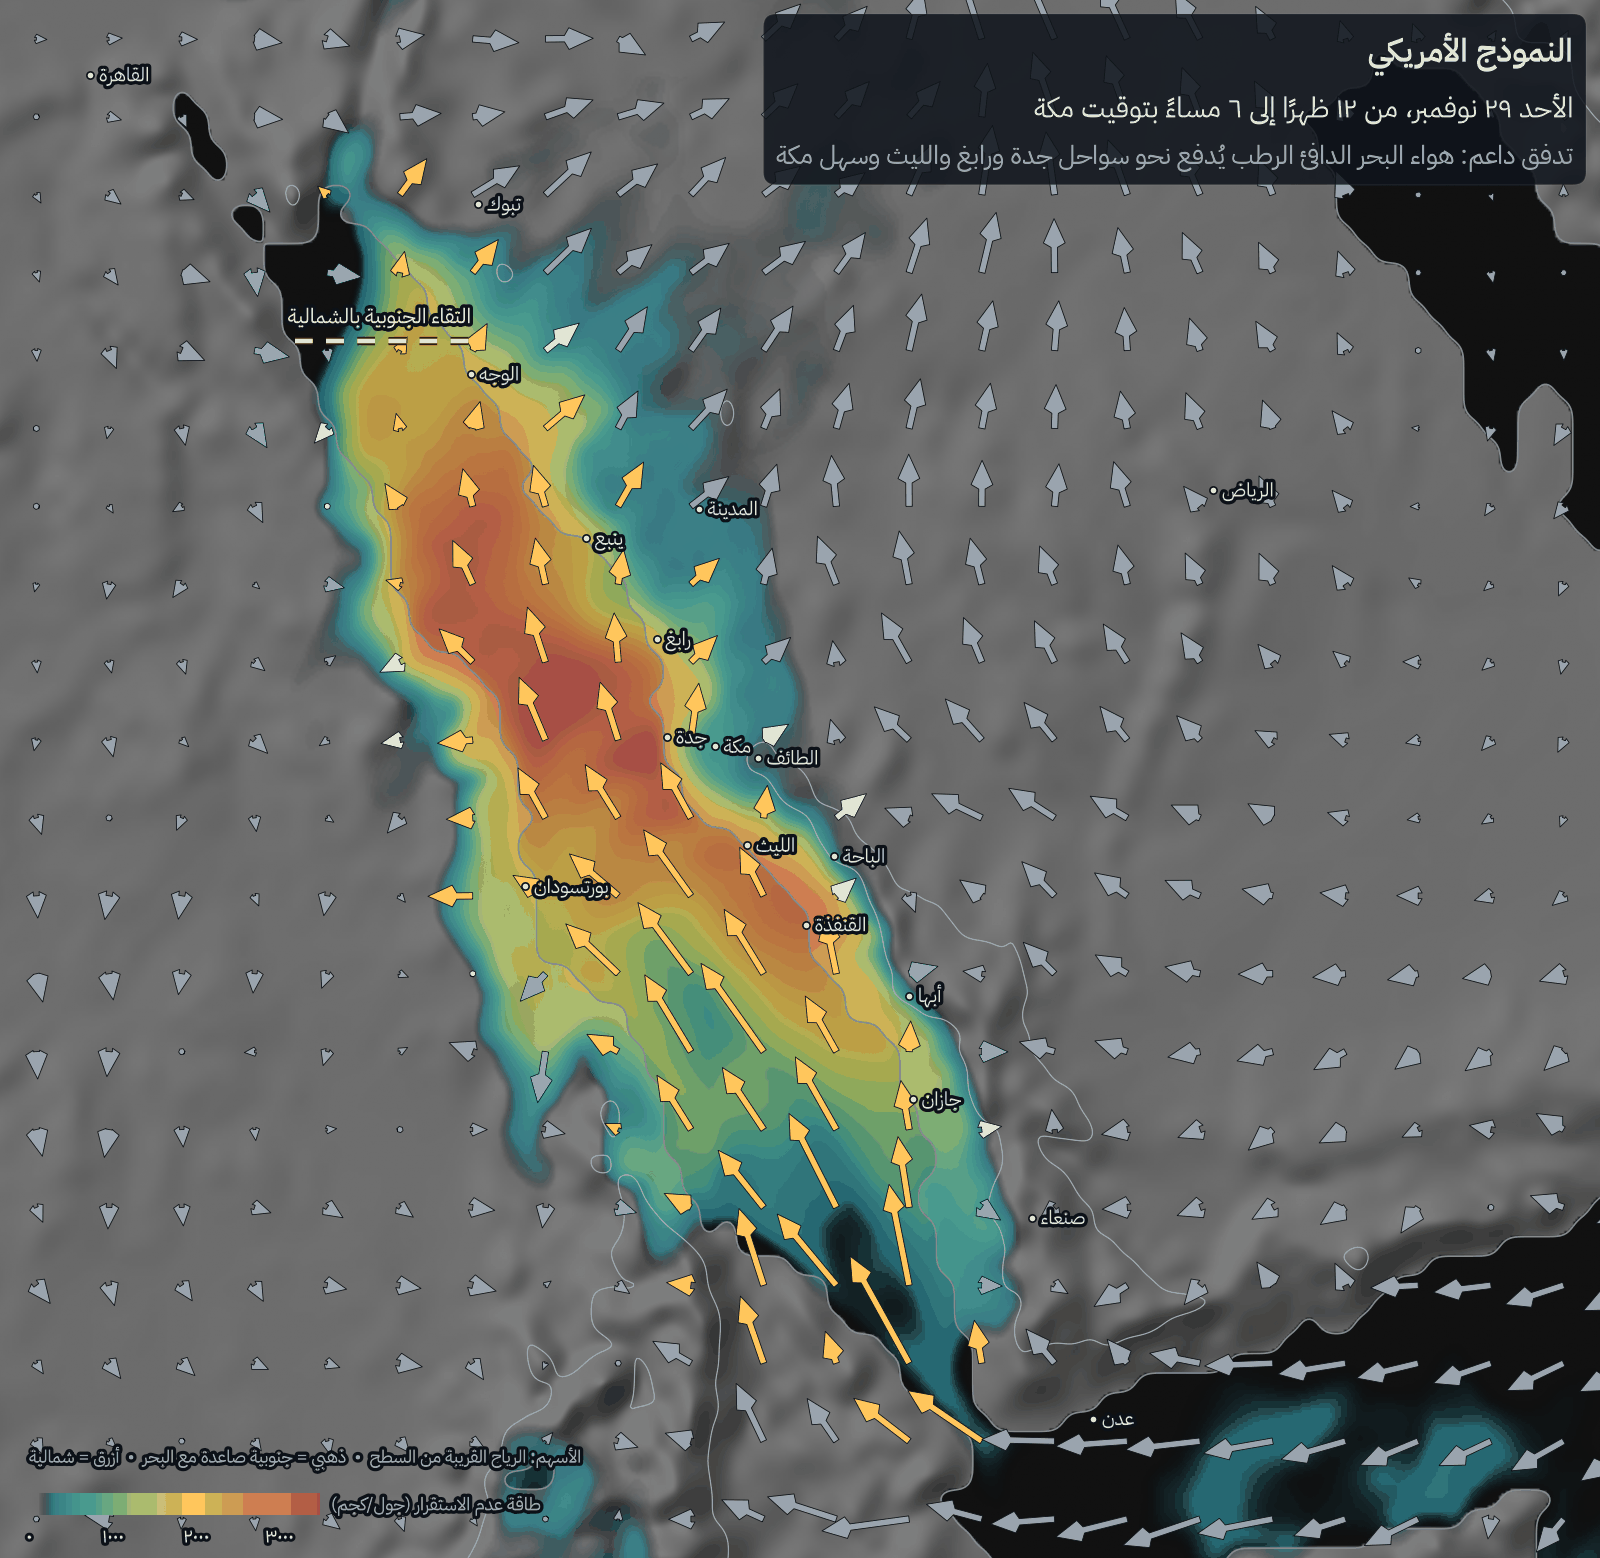 النموذج الأمريكي
الأحد ٢٩ نوفمبر، من ١٢ ظهرًا إلى ٦ مساءً بتوقيت مكة
تدفق داعم: هواء البحر الدافئ الرطب يُدفع نحو سواحل جدة ورابغ والليث وسهل مكة
القاهرة
تبوك
التقاء الجنوبية بالشمالية
الوجه
الرياض
المدينة
ينبع
رابغ
جدة
مكة
الطائف
الليث
الباحة
بورتسودان
القنفذة
أبها
جازان
صنعاء
عدن
الأسهم: الرياح القريبة من السطح • ذهبي = جنوبية صاعدة مع البحر • أزرق = شمالية
طاقة عدم الاستقرار (جول/كجم)
٠ ١٠٠٠ ٢٠٠٠ ٣٠٠٠